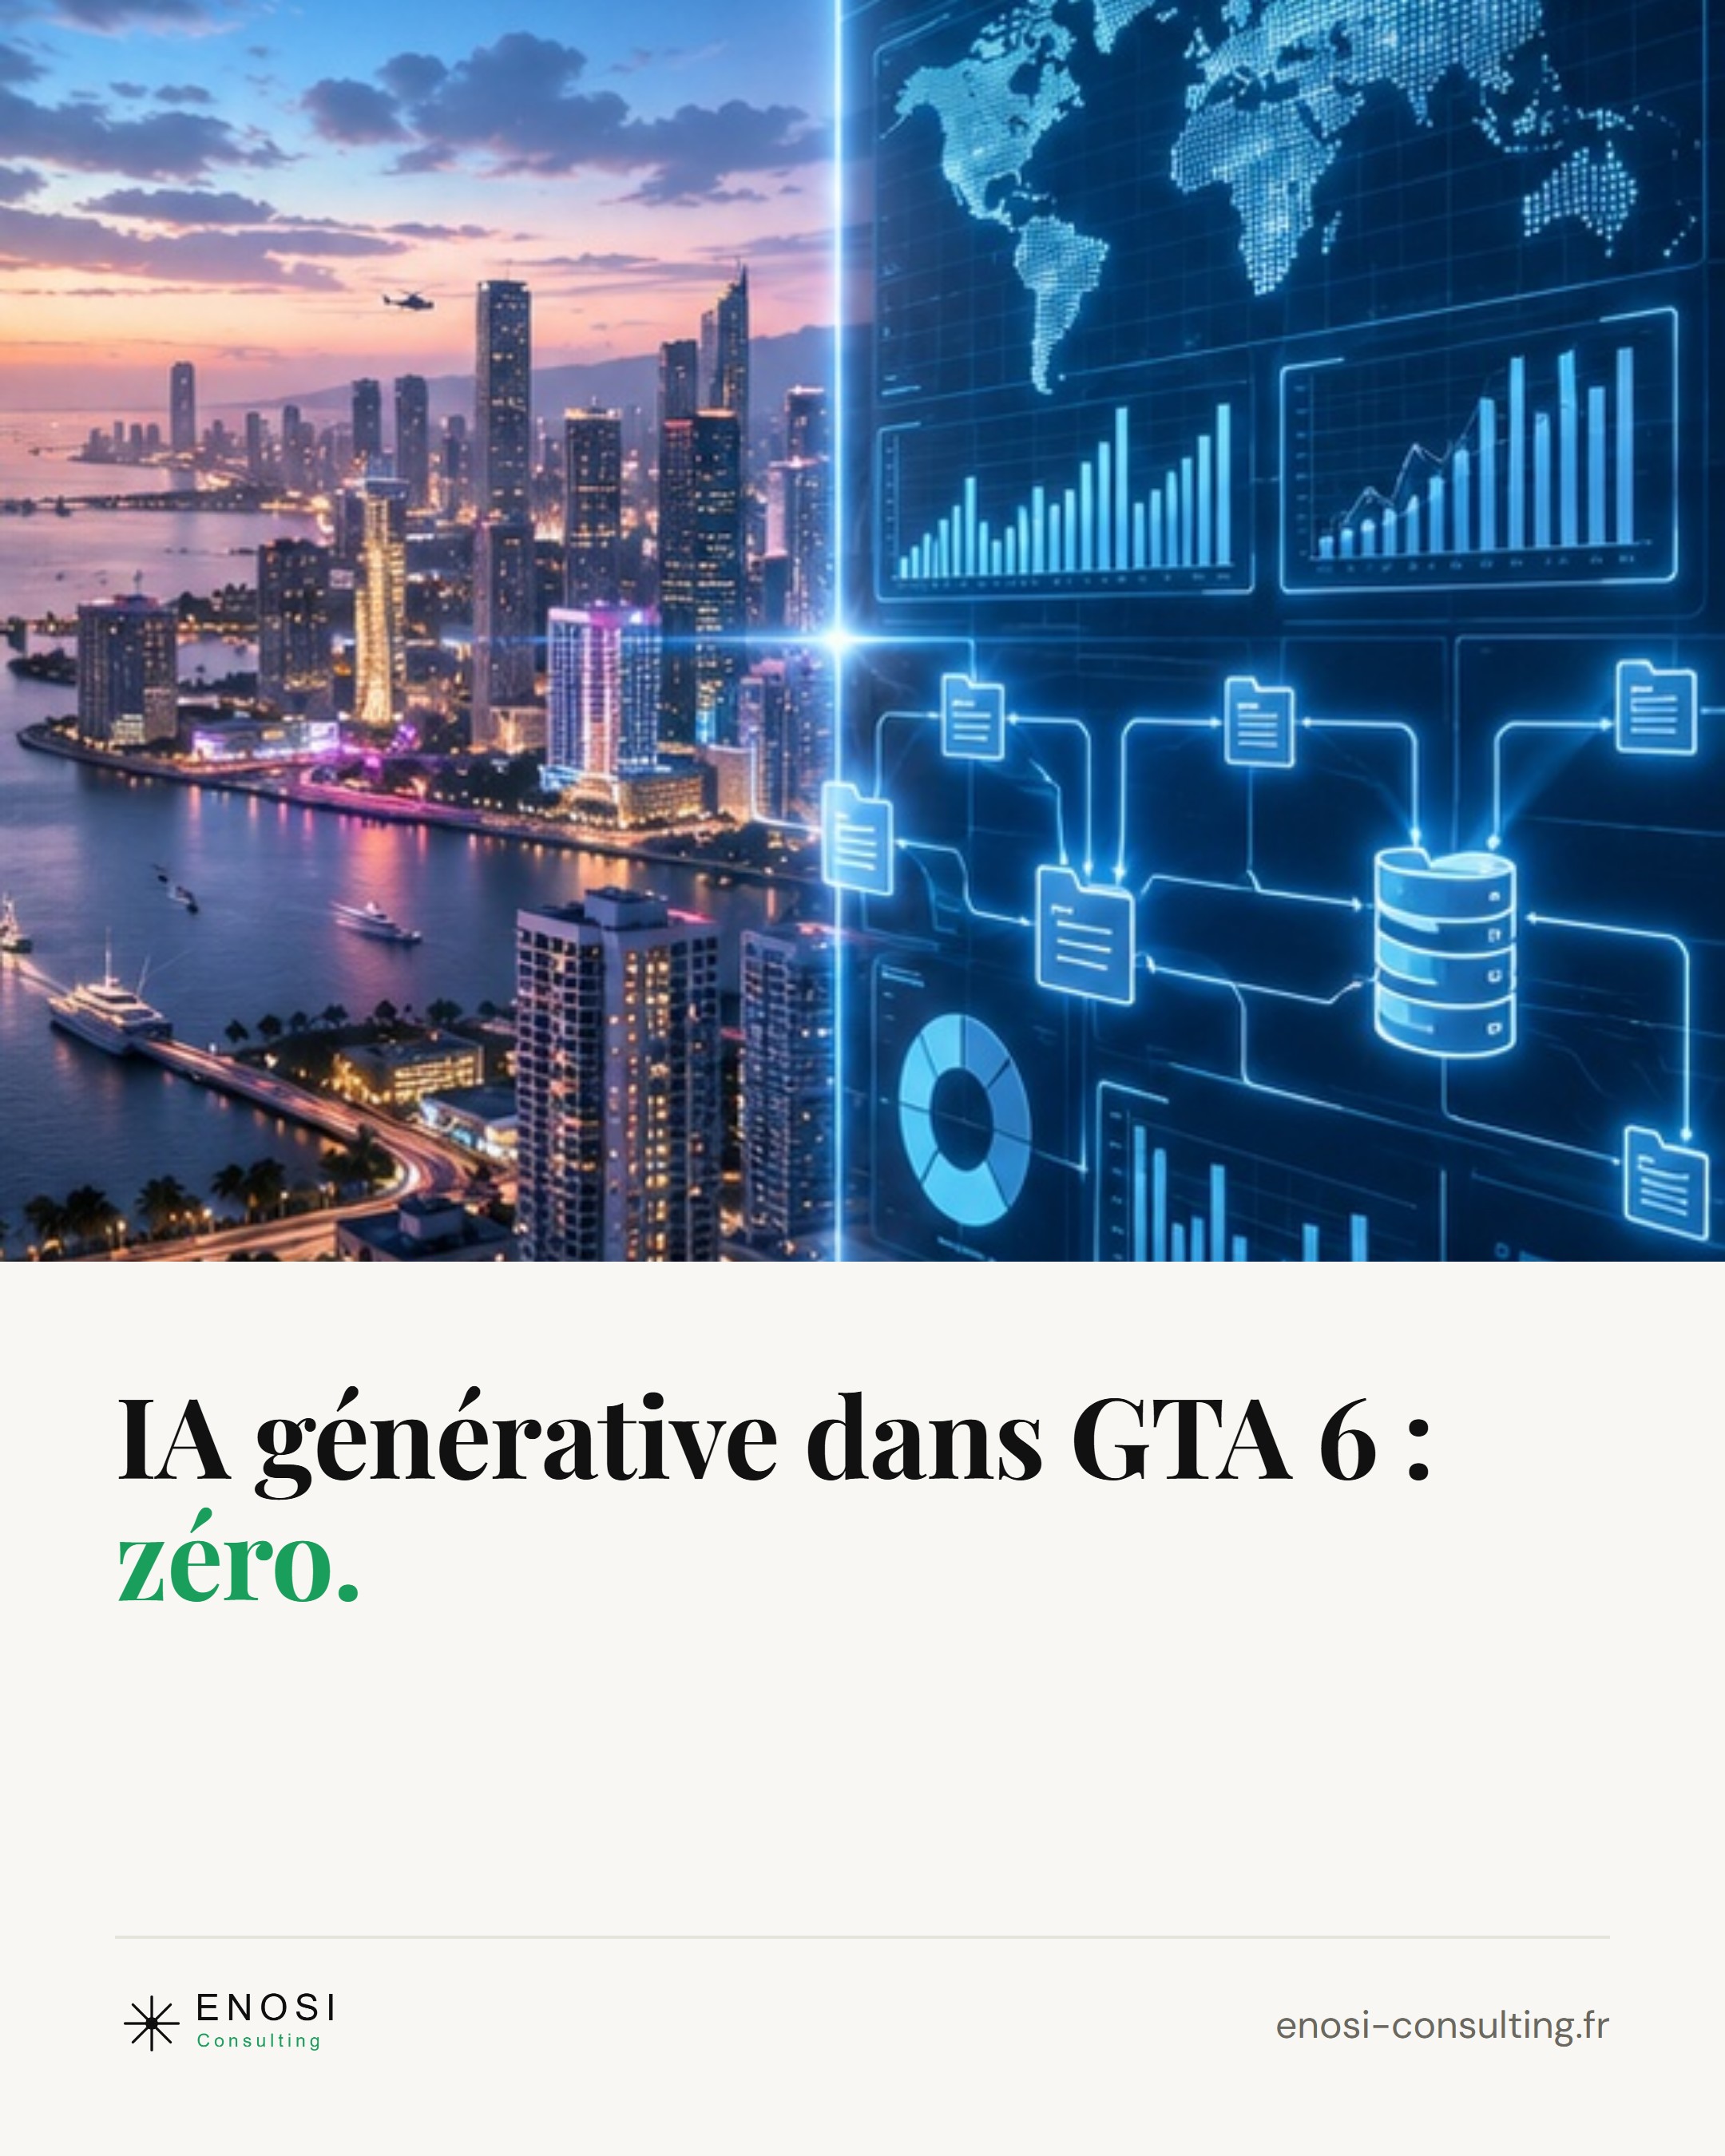 IA générative dans GTA 6 :
zéro.
ENOSI
Consulting
enosi-consulting.fr